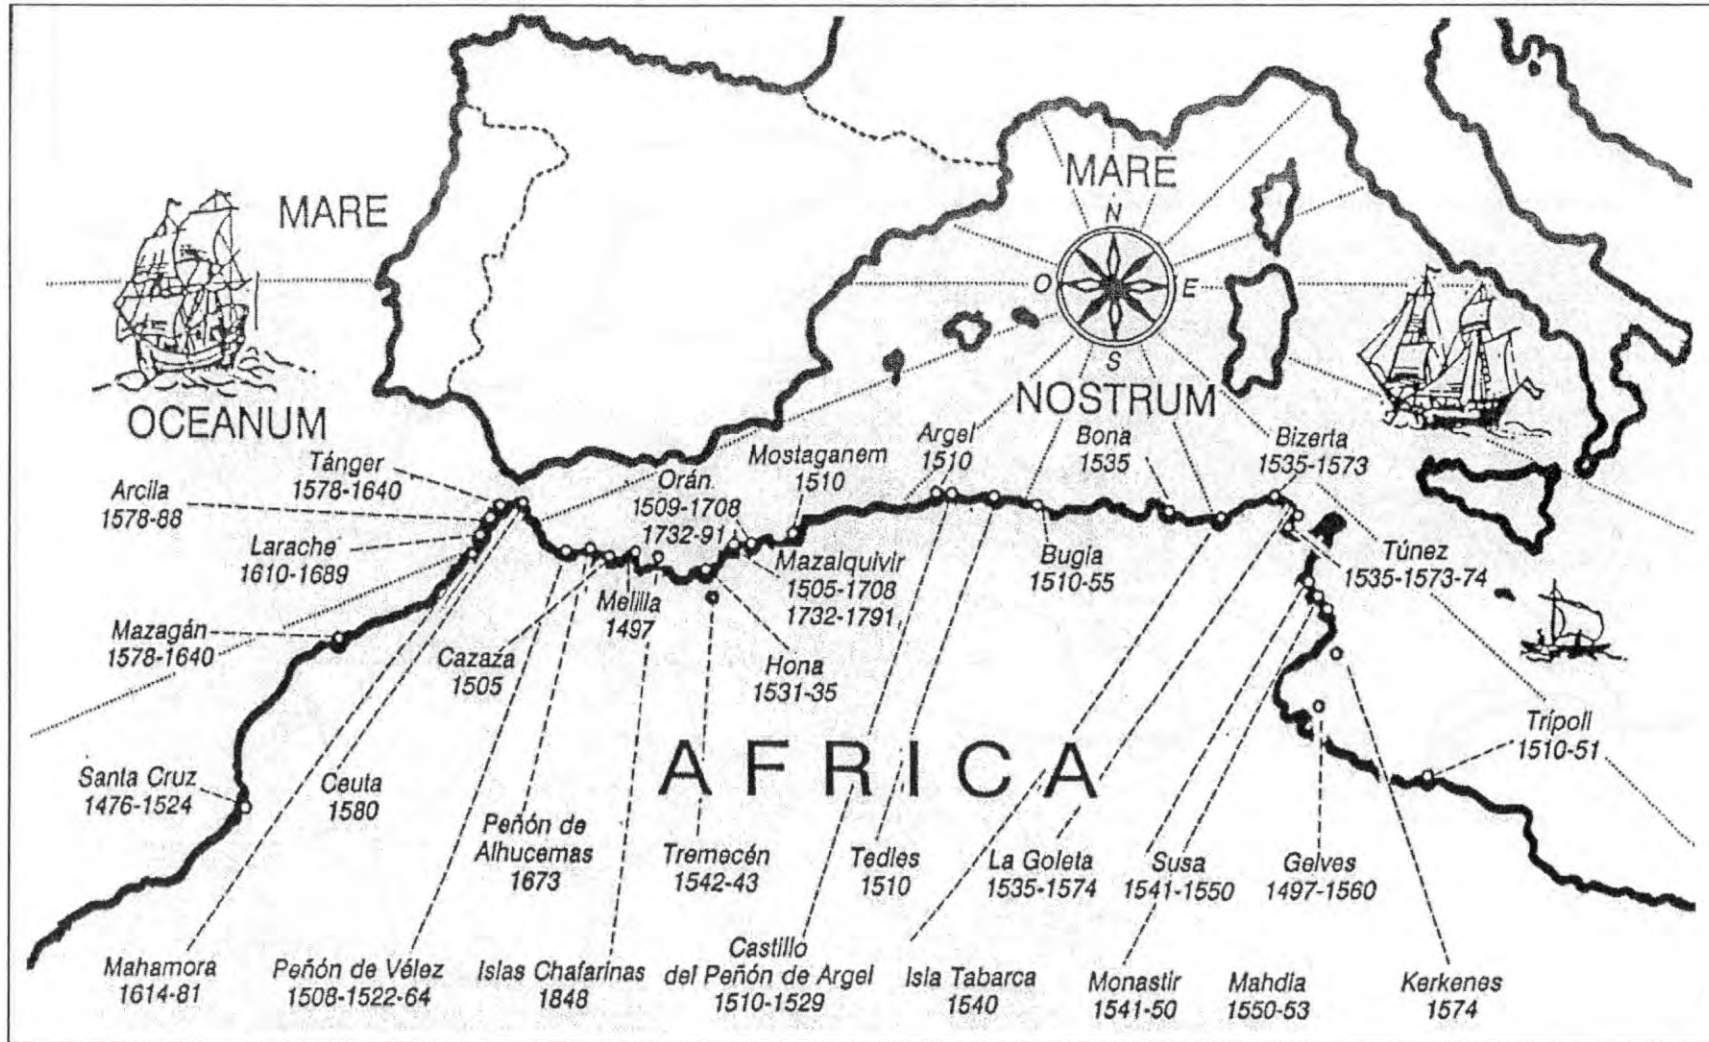 MARE
OCEANUM
MARE
NOSTRUM
N
O
E
S
AFRICA
Tánger
1578-1640
Arcila
1578-88
Larache
1610-1689
Mazagán
1578-1640
Santa Cruz
1476-1524
Ceuta
1580
Mahamora
1614-81
Peñón de Vélez
1508-1522-64
Peñón de
Alhucemas
1673
Islas Chafarinas
1848
Cazaza
1505
Melilla
1497
Orán
1509-1708
1732-91
Mostaganem
1510
Mazalquivir
1505-1708
1732-1791
Hona
1531-35
Tremecén
1542-43
Argel
1510
Castillo
del Peñón de Argel
1510-1529
Tedles
1510
Bugia
1510-55
Bona
1535
Isla Tabarca
1540
La Goleta
1535-1574
Bizerta
1535-1573
Túnez
1535-1573-74
Susa
1541-1550
Monastir
1541-50
Mahdia
1550-53
Gelves
1497-1560
Kerkenes
1574
Trípoli
1510-51